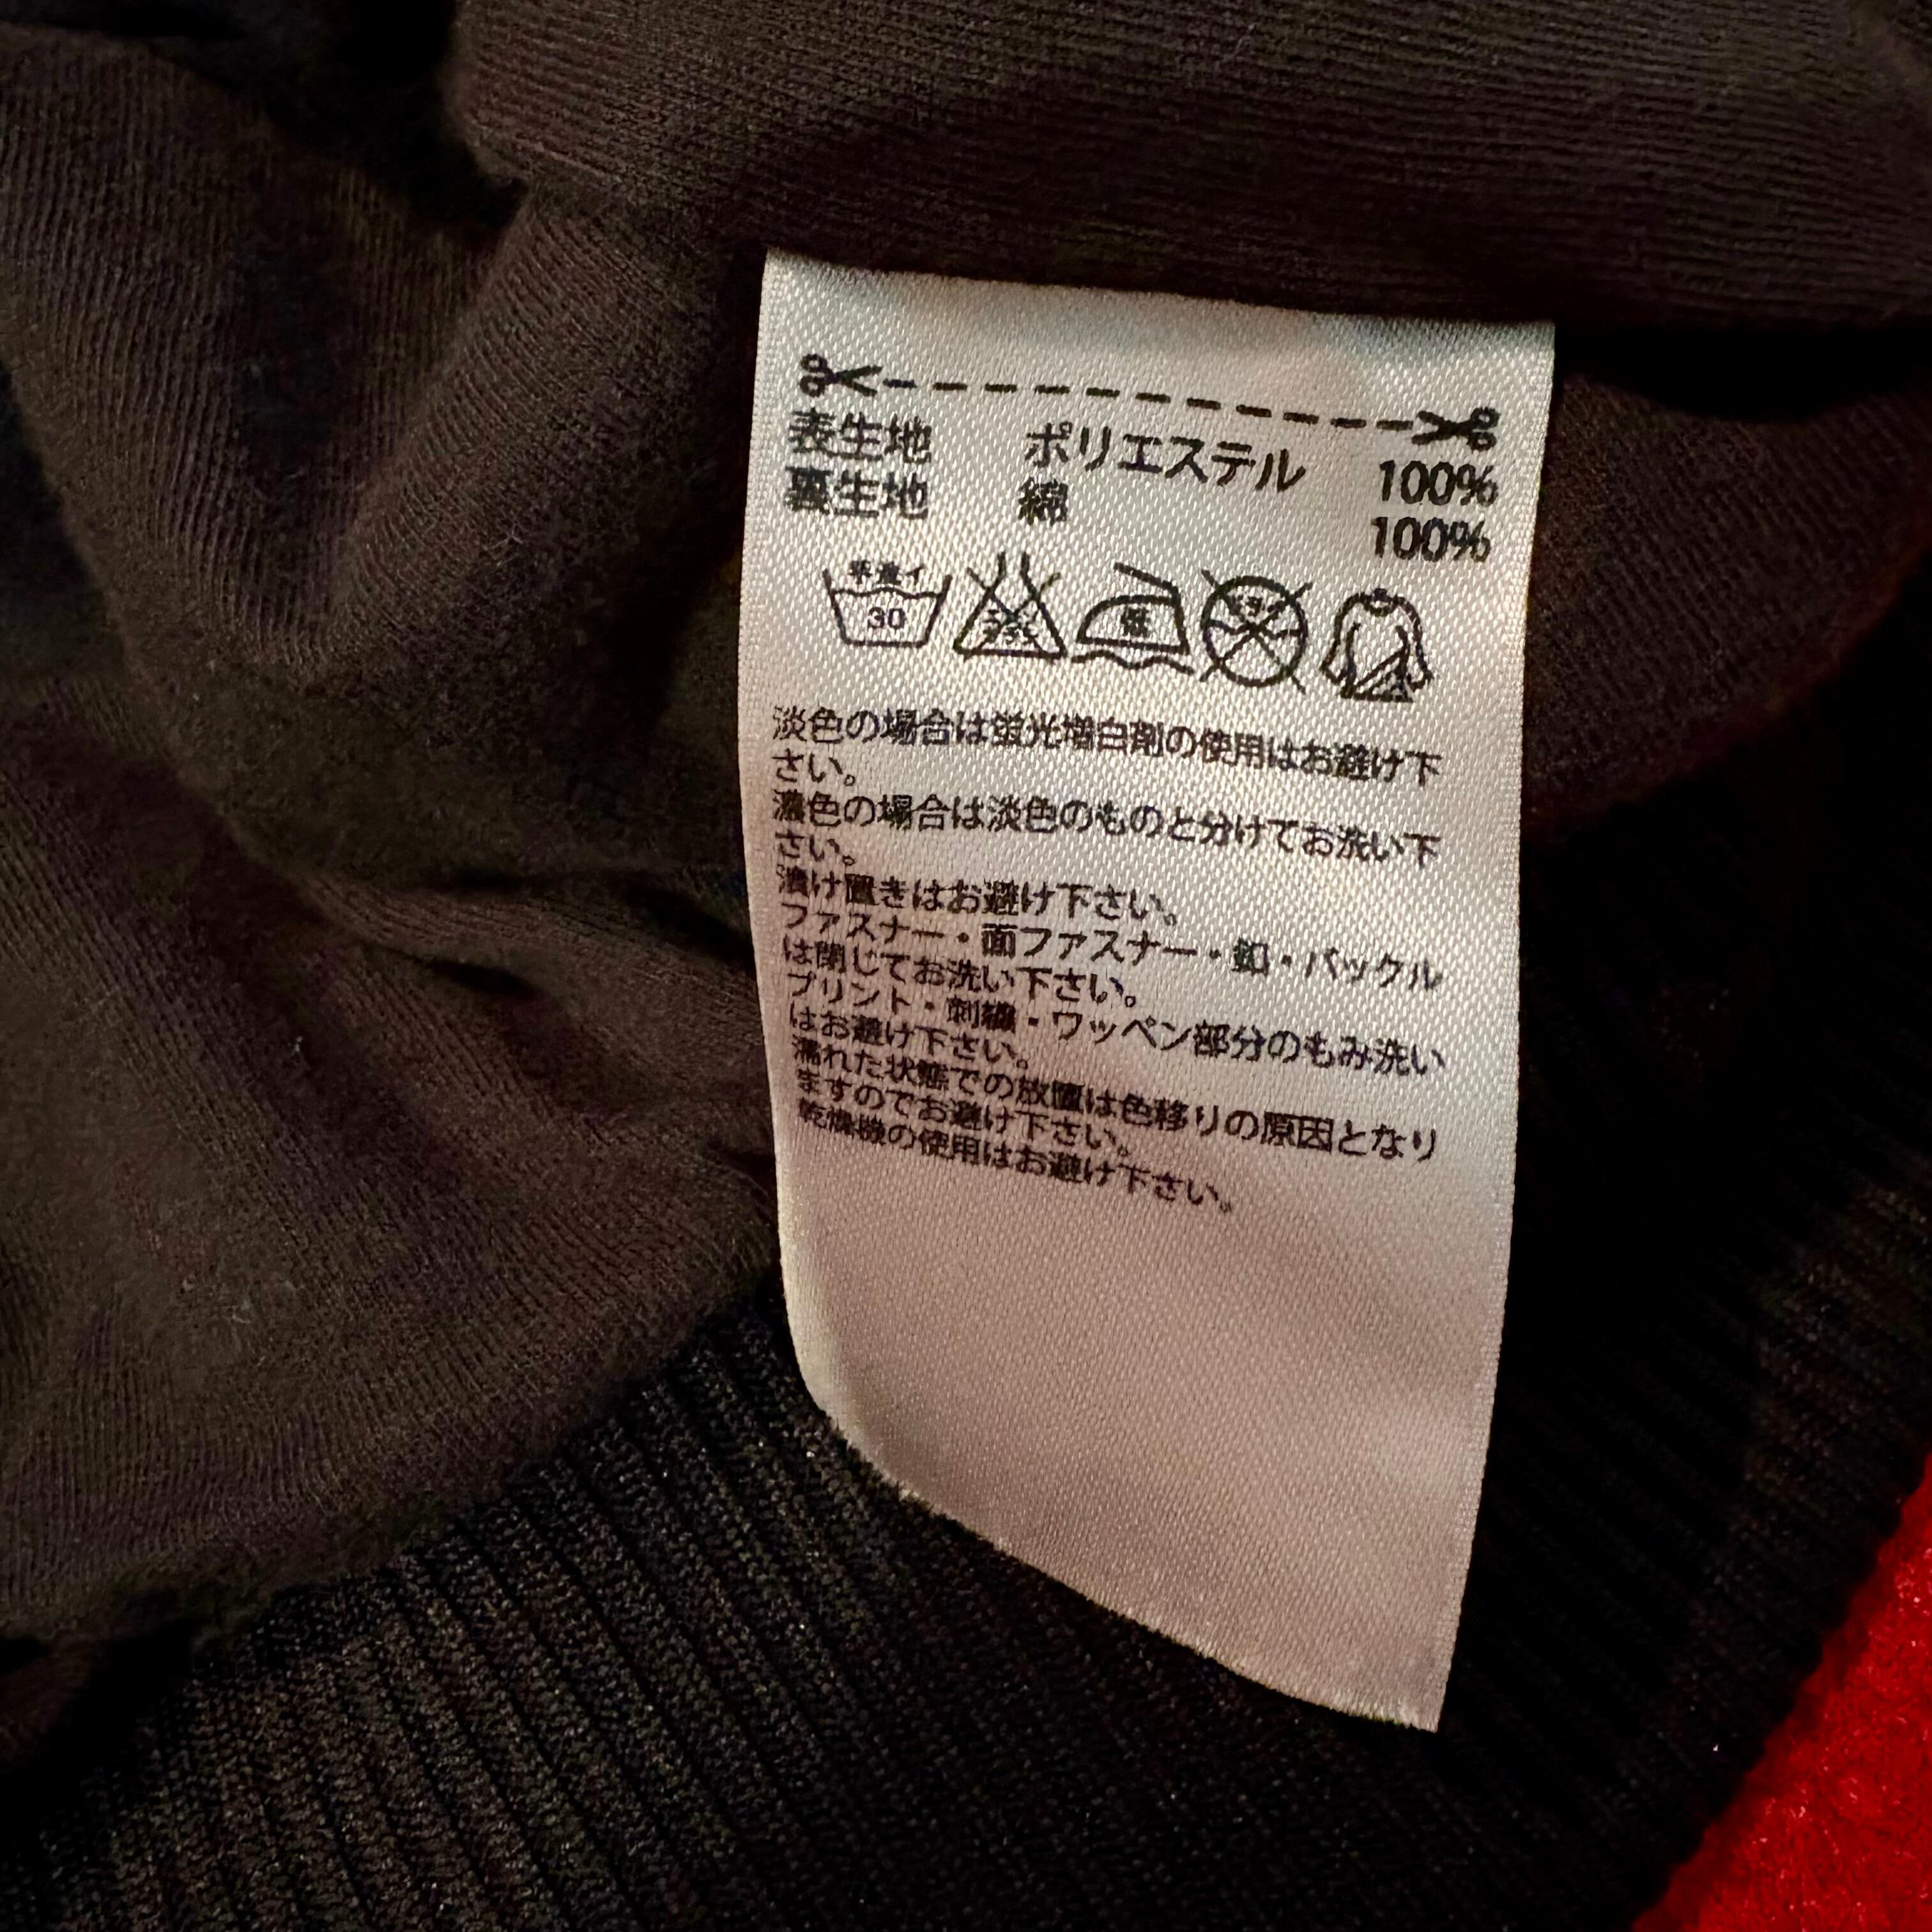 表生地 ポリエステル 100%
裏生地 綿 100%
手洗イ
30
低
淡色の場合は蛍光増白剤の使用はお避け下
さい。
濃色の場合は淡色のものと分けてお洗い下
さい。
漬け置きはお避け下さい。
ファスナー・面ファスナー・釦・バックル
は閉じてお洗い下さい。
プリント・刺繍・ワッペン部分のもみ洗い
はお避け下さい。
濡れた状態での放置は色移りの原因となり
ますのでお避け下さい。
乾燥機の使用はお避け下さい。